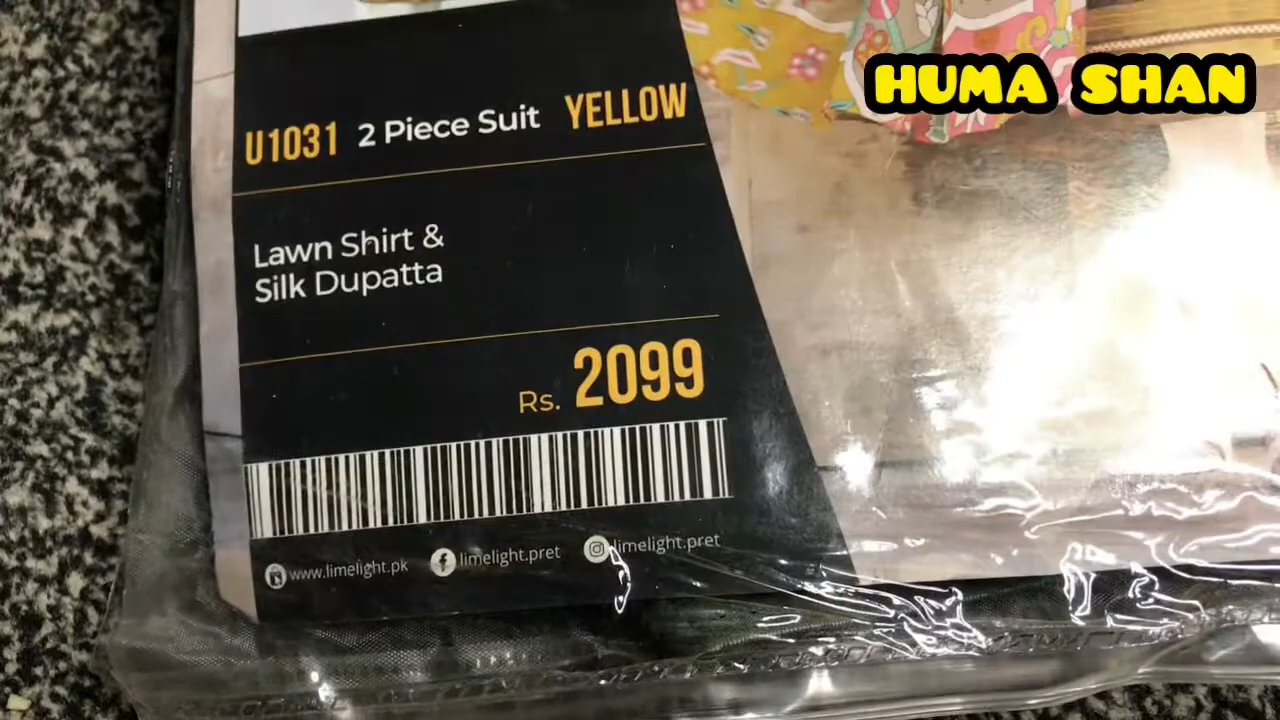 HUMA SHAN
U1031 2 Piece Suit YELLOW
Lawn Shirt &
Silk Dupatta
Rs. 2099
www.limelight.pk limelight.pret limelight.pret